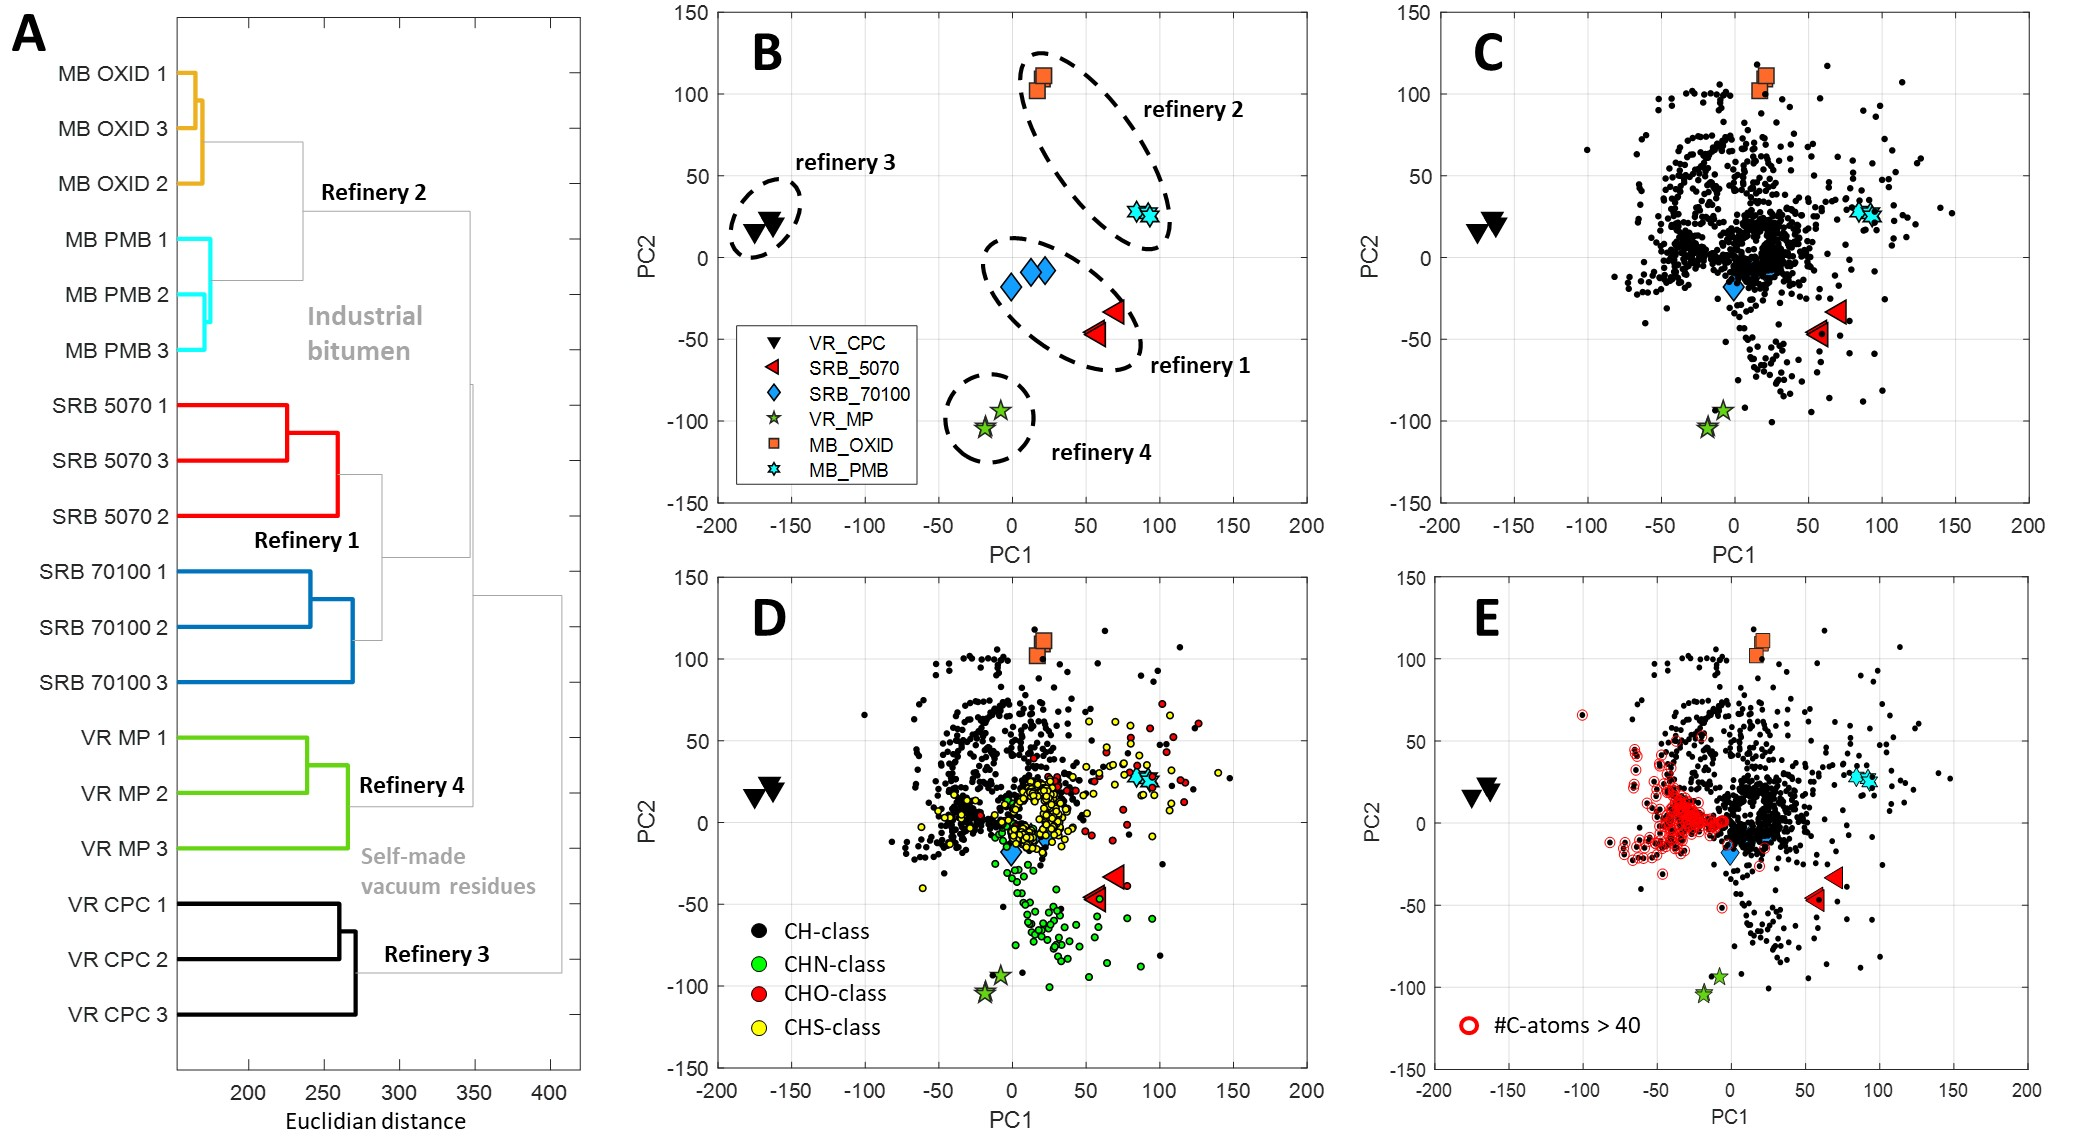 A
MB OXID 1
MB OXID 3
MB OXID 2
MB PMB 1
MB PMB 2
MB PMB 3
SRB 5070 1
SRB 5070 3
SRB 5070 2
SRB 70100 1
SRB 70100 2
SRB 70100 3
VR MP 1
VR MP 2
VR MP 3
VR CPC 1
VR CPC 2
VR CPC 3
Refinery 2
Industrial
bitumen
Refinery 1
Refinery 4
Self-made
vacuum residues
Refinery 3
200 250 300 350 400
Euclidian distance
B
150
100
50
0
-50
-100
-150
PC2
refinery 2
refinery 3
refinery 1
refinery 4
VR_CPC
SRB_5070
SRB_70100
VR_MP
MB_OXID
MB_PMB
-200 -150 -100 -50 0 50 100 150 200
PC1
C
150
100
50
0
-50
-100
-150
PC2
-200 -150 -100 -50 0 50 100 150 200
PC1
D
150
100
50
0
-50
-100
-150
PC2
CH-class
CHN-class
CHO-class
CHS-class
-200 -150 -100 -50 0 50 100 150 200
PC1
E
150
100
50
0
-50
-100
-150
PC2
#C-atoms > 40
-200 -150 -100 -50 0 50 100 150 200
PC1